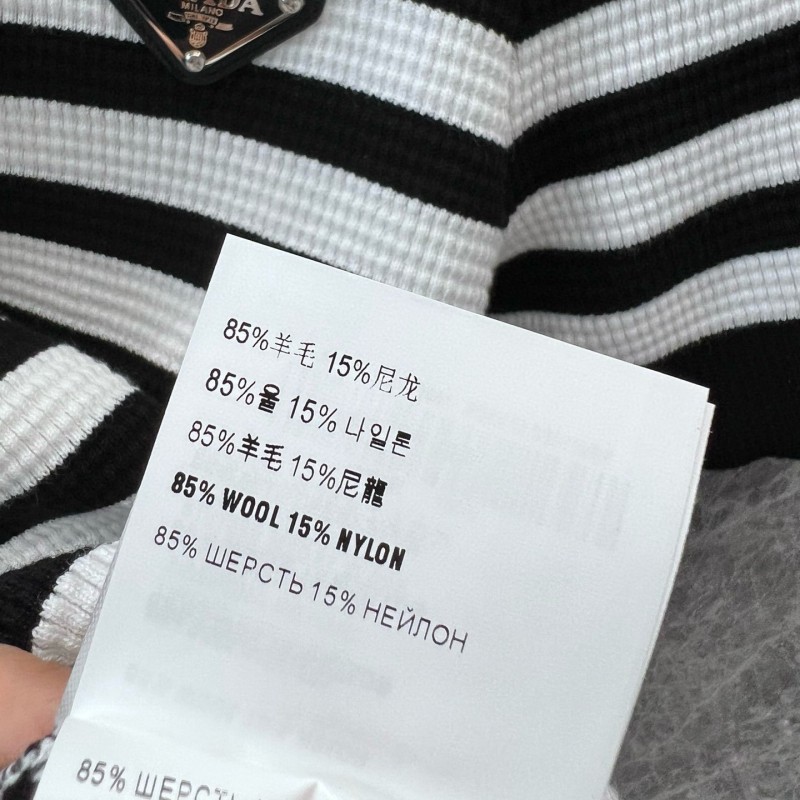 MILANO
85%羊毛 15%尼龙
85%울 15% 나일론
85%羊毛 15%尼龍
85% WOOL 15% NYLON
85% ШЕРСТЬ 15% НЕЙЛОН
85% ШЕРСТЬ